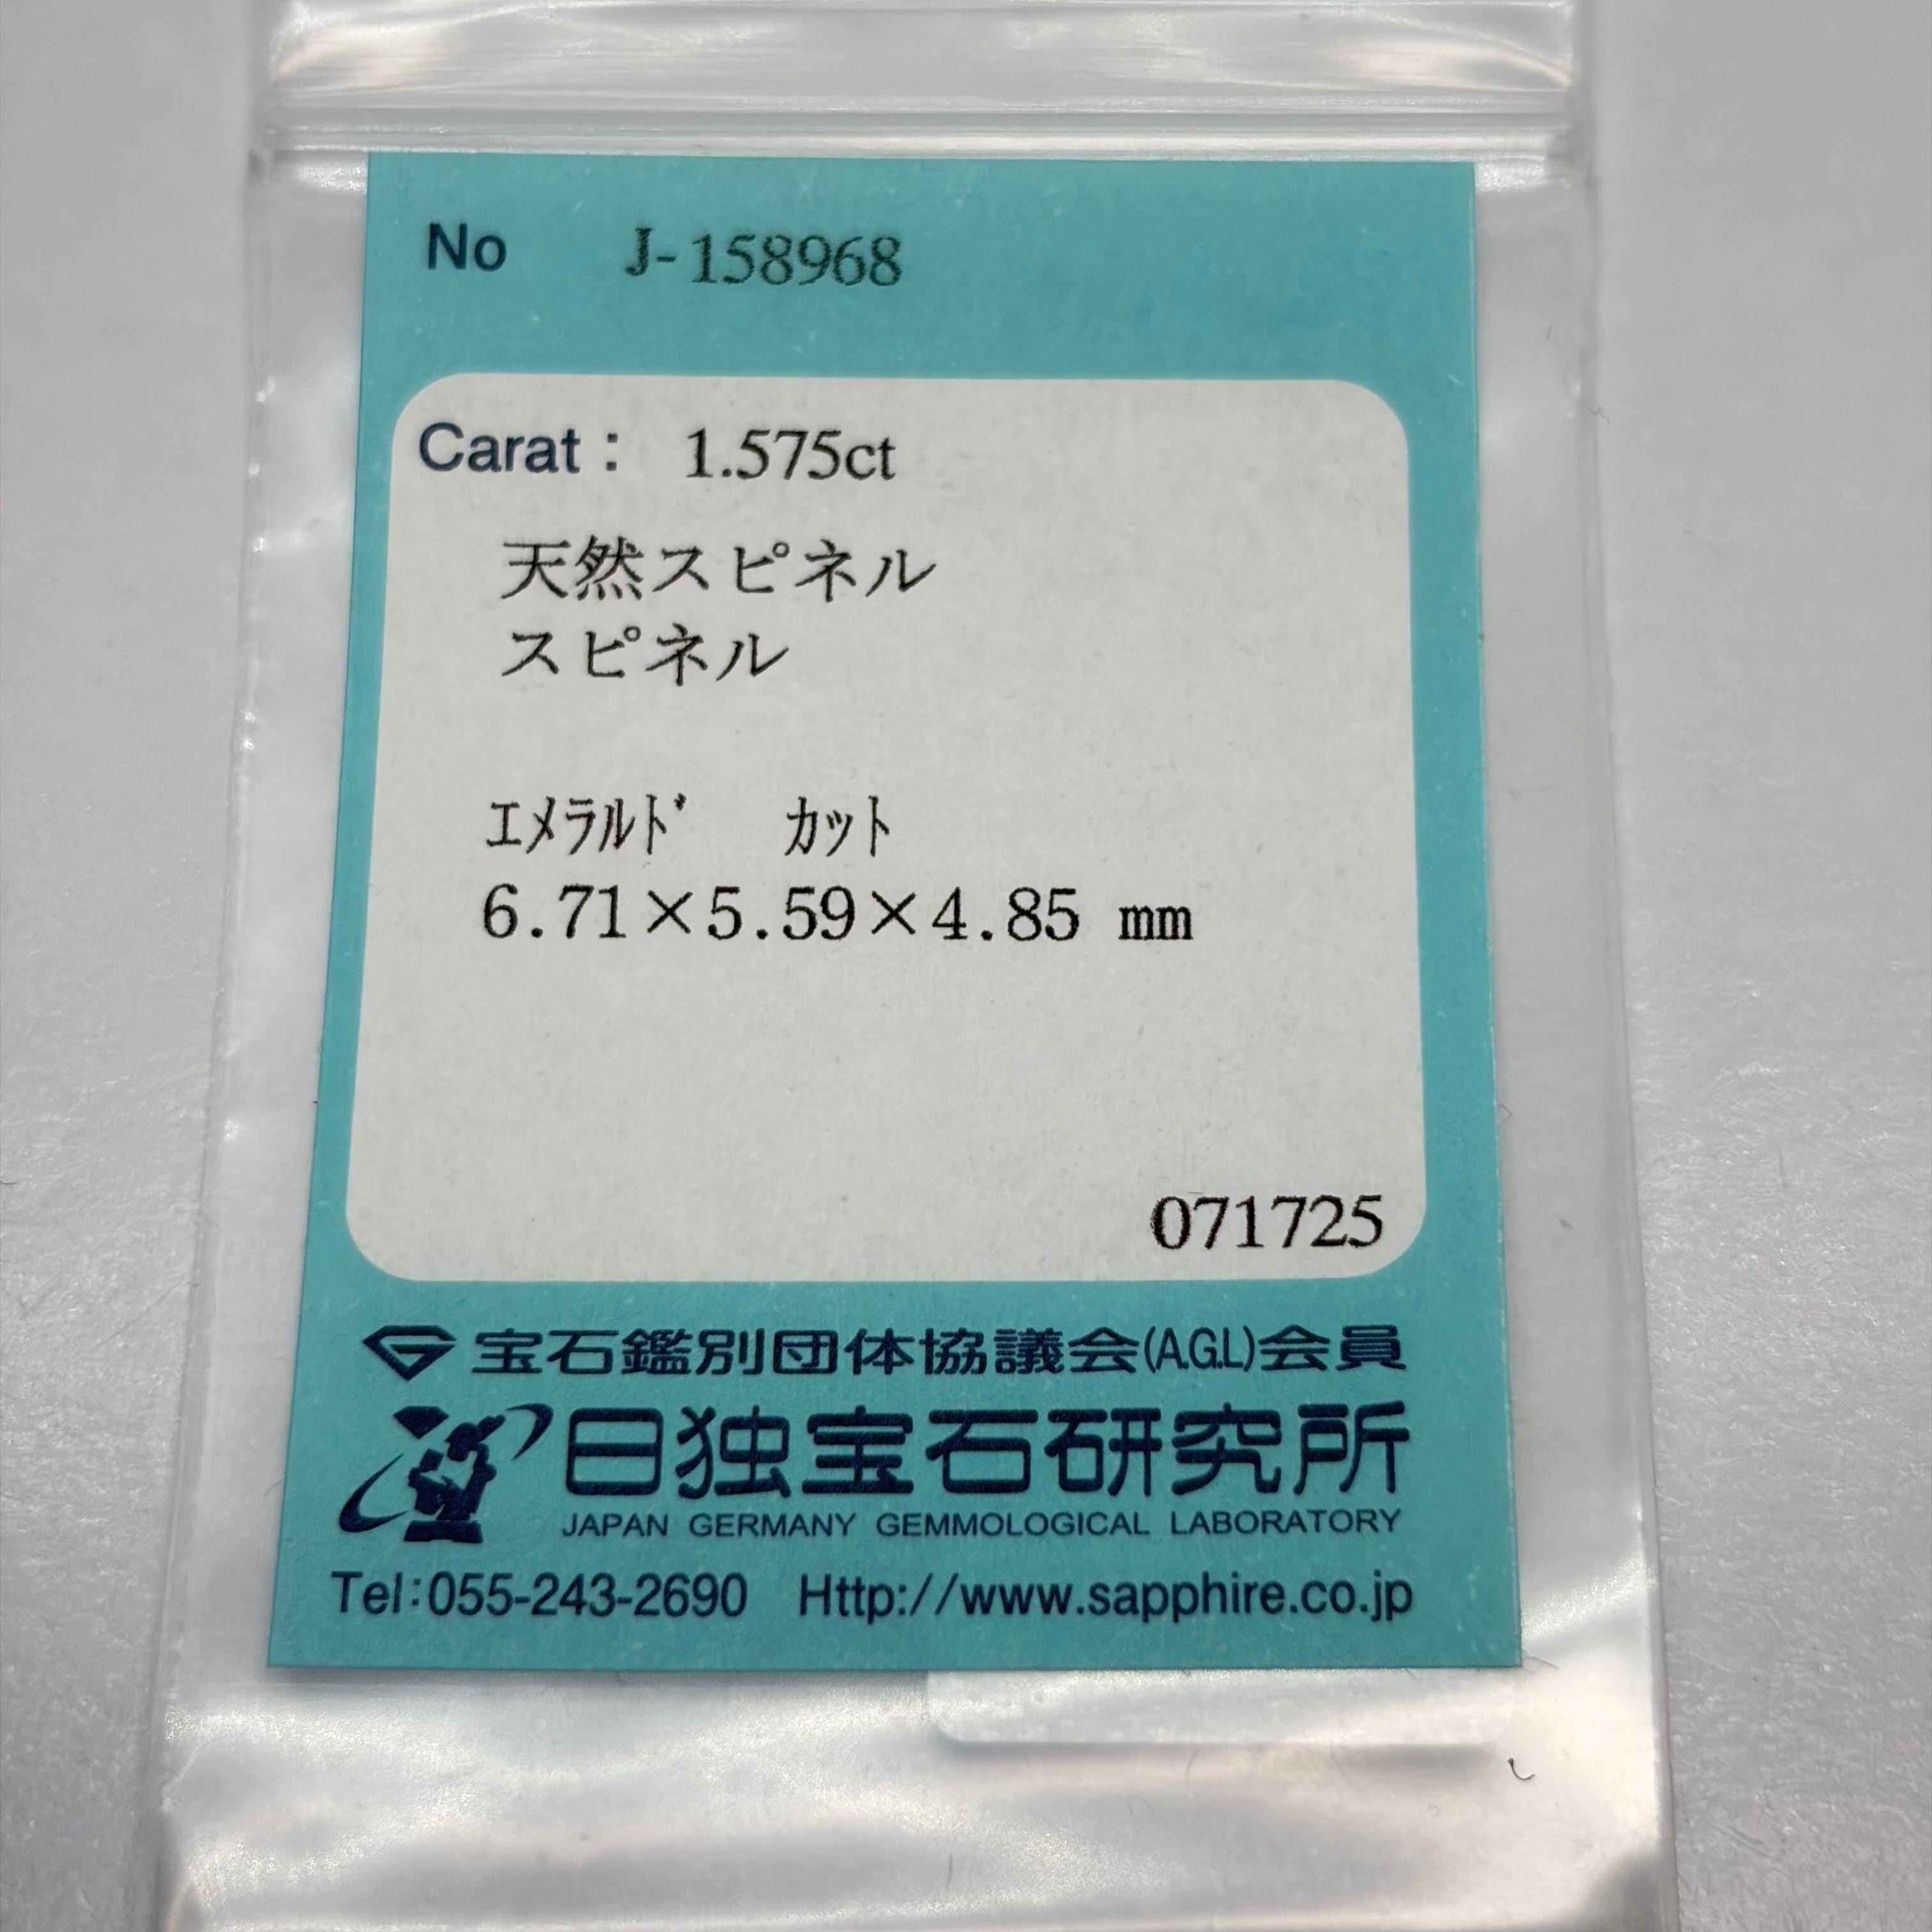 No J-158968
Carat： 1.575ct
天然スピネル
スピネル
ｴﾒﾗﾙﾄﾞ ｶｯﾄ
6.71×5.59×4.85 mm
071725
宝石鑑別団体協議会(A.G.L)会員
日独宝石研究所
JAPAN GERMANY GEMMOLOGICAL LABORATORY
Tel:055-243-2690 Http://www.sapphire.co.jp